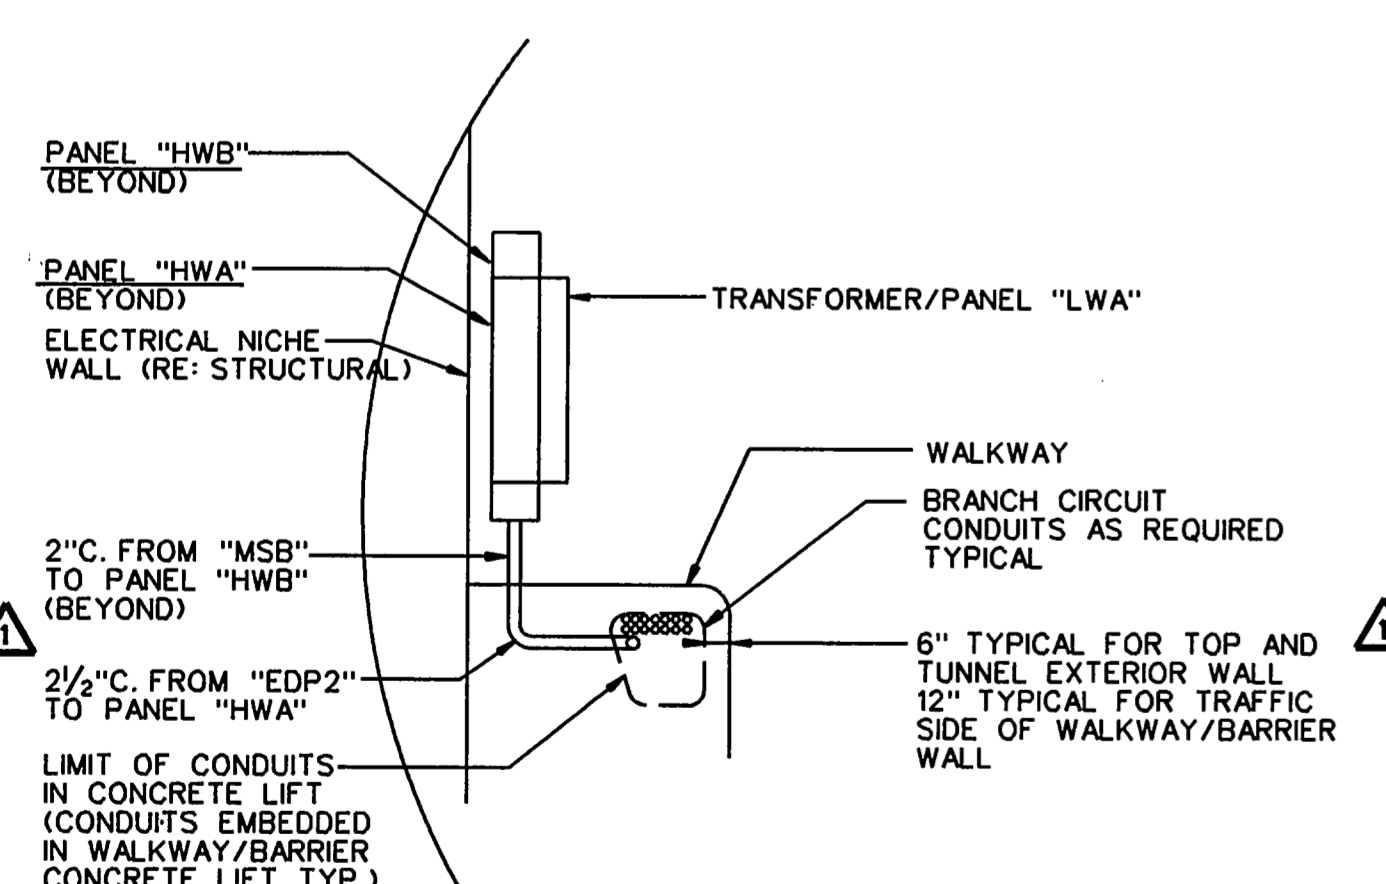 PANEL "HWB"
(BEYOND)
PANEL "HWA"
(BEYOND)
ELECTRICAL NICHE
WALL (RE: STRUCTURAL)
TRANSFORMER/PANEL "LWA"
WALKWAY
BRANCH CIRCUIT
CONDUITS AS REQUIRED
TYPICAL
2"C. FROM "MSB"
TO PANEL "HWB"
(BEYOND)
1
2½"C. FROM "EDP2"
TO PANEL "HWA"
6" TYPICAL FOR TOP AND
TUNNEL EXTERIOR WALL
12" TYPICAL FOR TRAFFIC
SIDE OF WALKWAY/BARRIER
WALL
1
LIMIT OF CONDUITS
IN CONCRETE LIFT
(CONDUITS EMBEDDED
IN WALKWAY/BARRIER
CONCRETE LIFT TYP.)